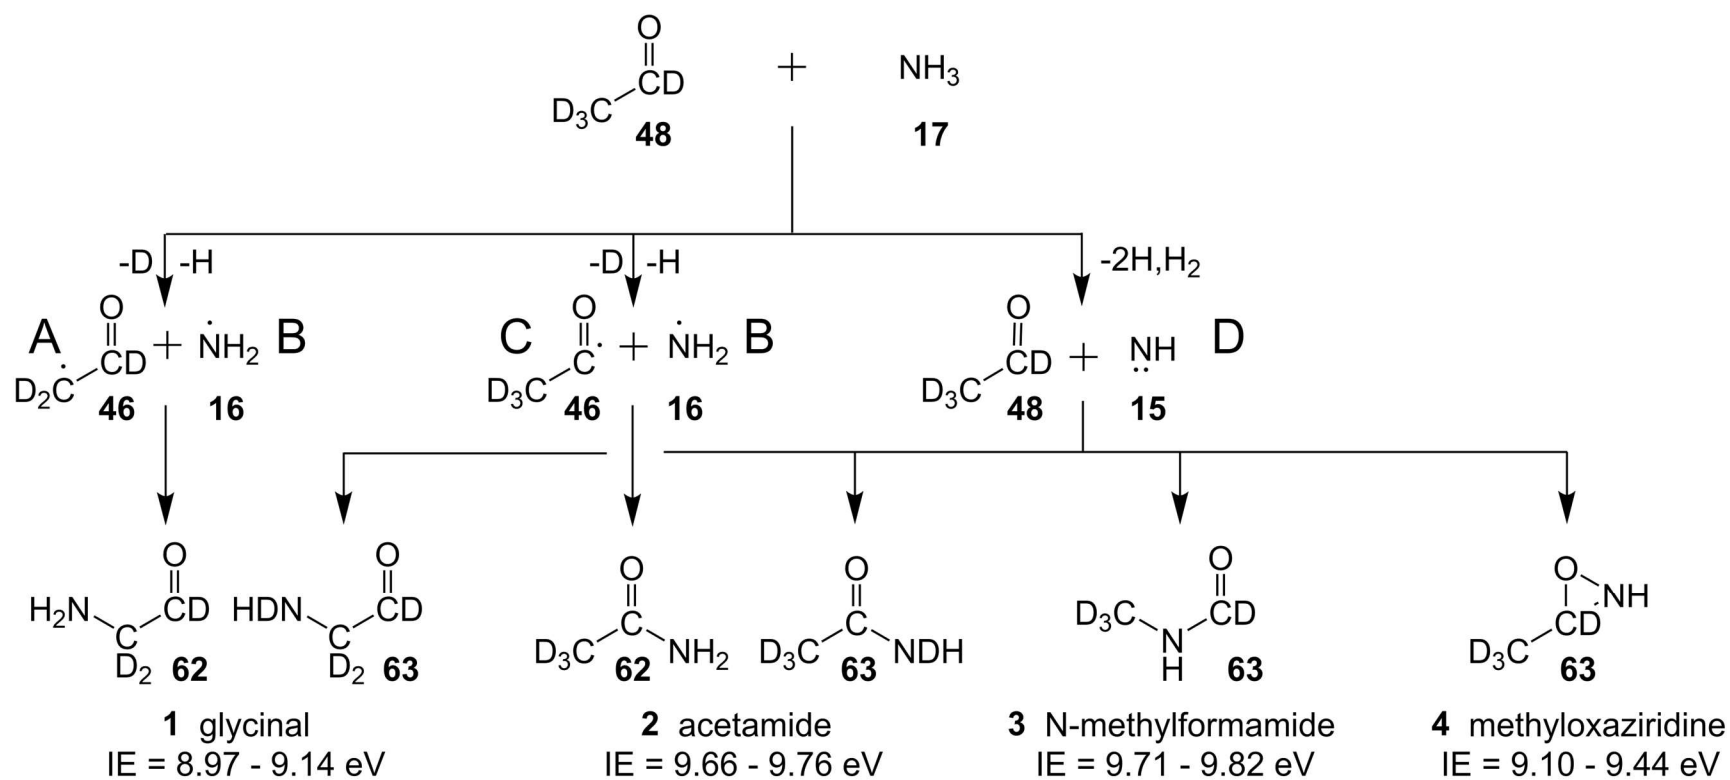 O
D₃C CD + NH₃
48 17
-D -H -D -H -2H,H₂
A D₂Ċ O CD + ṄH₂ B
46 16
C D₃C O C· + ṄH₂ B
46 16
D₃C O CD + NH D
48 15
H₂N C D₂ O CD 62
HDN C D₂ O CD 63
D₃C O C NH₂ 62
D₃C O C NDH 63
D₃C N H O CD 63
D₃C O CD NH 63
1 glycinal
IE = 8.97 - 9.14 eV
2 acetamide
IE = 9.66 - 9.76 eV
3 N-methylformamide
IE = 9.71 - 9.82 eV
4 methyloxaziridine
IE = 9.10 - 9.44 eV